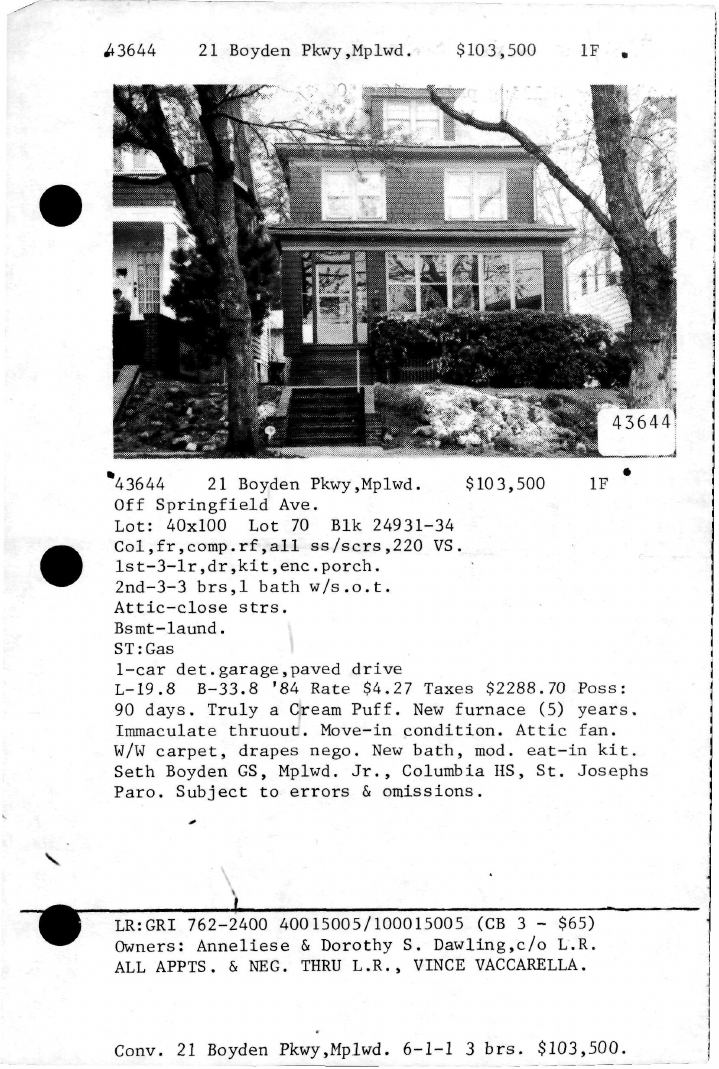 43644 21 Boyden Pkwy,Mplwd. $103,500 1F
43644
43644 21 Boyden Pkwy,Mplwd. $103,500 1F
Off Springfield Ave.
Lot: 40x100 Lot 70 Blk 24931-34
Col,fr,comp.rf,all ss/scrs,220 VS.
1st-3-lr,dr,kit,enc.porch.
2nd-3-3 brs,1 bath w/s.o.t.
Attic-close strs.
Bsmt-laund.
ST:Gas
1-car det.garage,paved drive
L-19.8 B-33.8 '84 Rate $4.27 Taxes $2288.70 Poss:
90 days. Truly a Cream Puff. New furnace (5) years.
Immaculate thruout. Move-in condition. Attic fan.
W/W carpet, drapes nego. New bath, mod. eat-in kit.
Seth Boyden GS, Mplwd. Jr., Columbia HS, St. Josephs
Paro. Subject to errors & omissions.
LR:GRI 762-2400 40015005/100015005 (CB 3 - $65)
Owners: Anneliese & Dorothy S. Dawling,c/o L.R.
ALL APPTS. & NEG. THRU L.R., VINCE VACCARELLA.
Conv. 21 Boyden Pkwy,Mplwd. 6-1-1 3 brs. $103,500.